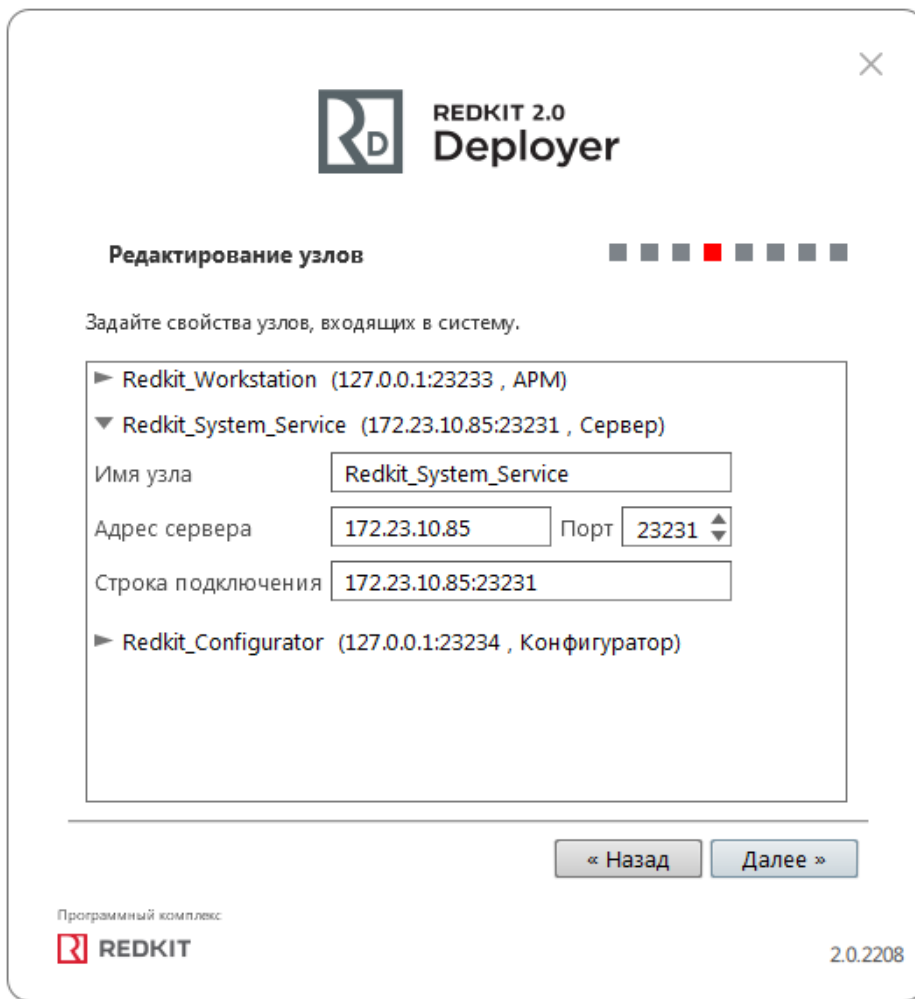 REDKIT 2.0
Deployer
Редактирование узлов
Задайте свойства узлов, входящих в систему.
Redkit_Workstation (127.0.0.1:23233 , АРМ)
Redkit_System_Service (172.23.10.85:23231 , Сервер)
Имя узла Redkit_System_Service
Адрес сервера 172.23.10.85 Порт 23231
Строка подключения 172.23.10.85:23231
Redkit_Configurator (127.0.0.1:23234 , Конфигуратор)
« Назад Далее »
Программный комплекс
REDKIT
2.0.2208